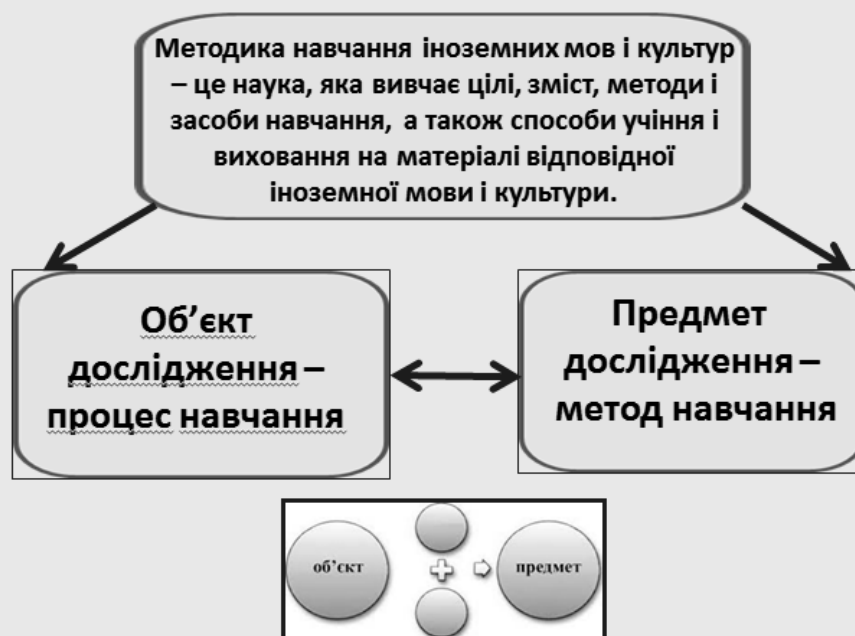 Методика навчання іноземних мов і культур
– це наука, яка вивчає цілі, зміст, методи і
засоби навчання, а також способи учіння і
виховання на матеріалі відповідної
іноземної мови і культури.
Об’єкт
дослідження –
процес навчання
Предмет
дослідження –
метод навчання
об’єкт
предмет